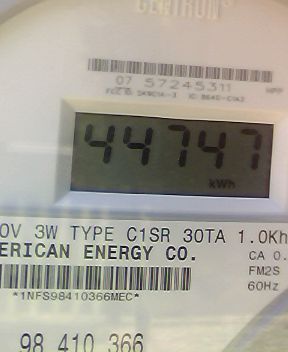 CENTRON®
07 57245311
44747
kWh
0V 3W TYPE C1SR 30TA 1.0Kh
ERICAN ENERGY CO.
CA 0.
FM2S
60Hz
*1NFS98410366MEC*
98 410 366